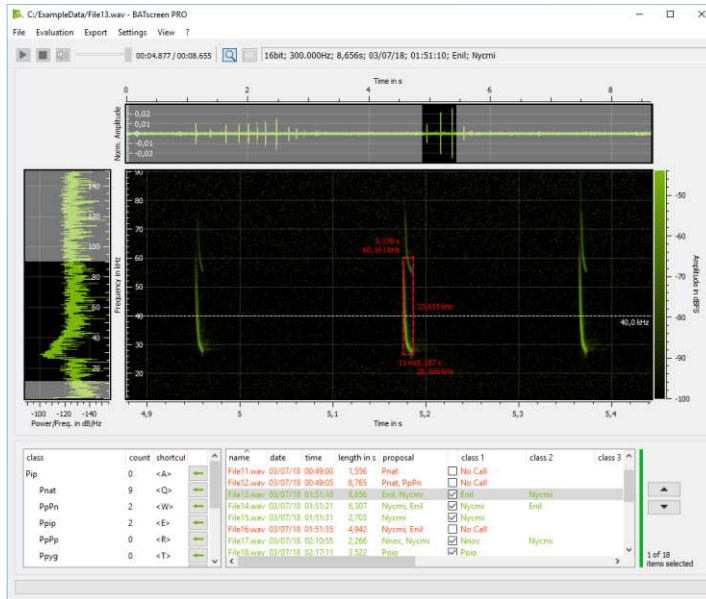 C:/ExampleData/File13.wav - BATscreen PRO
File Evaluation Export Settings View ?
00:04.877 / 00:08.655 16bit; 300.000Hz; 8,656s; 03/07/18; 01:51:10; Enil; Nycmi
Time in s
0 2 4 6 8
Norm. Amplitude
0,02
0,01
-0,00
-0,01
-0,02
140
120
100
80
60
40
20
-100 -120 -140
Power/Freq. in dB/Hz
Frequency in kHz
90
80
70
60
50
40
30
20
60,161 kHz
33,655 kHz
40,0 kHz
4,9 5 5,1 5,2 5,3 5,4
Time in s
-50
-60
-70
-80
-90
-100
Amplitude in dBFS
class count shortcut
Pip 0 <A>
Pnat 9 <Q>
PpPn 2 <W>
Ppip 2 <E>
PpPp 0 <R>
Ppyg 0 <T>
name date time length in s proposal class 1 class 2 class 3
File11.wav 03/07/18 00:49:00 1,556 Pnat No Call
File12.wav 03/07/18 00:49:05 8,765 Pnat, PpPn No Call
File13.wav 03/07/18 01:51:10 8,656 Enil, Nycmi Enil Nycmi
File14.wav 03/07/18 01:51:21 6,307 Nycmi, Enil Nycmi Enil
File15.wav 03/07/18 01:51:31 2,703 Nycmi Nycmi
File16.wav 03/07/18 01:51:35 4,942 Nycmi, Enil No Call
File17.wav 03/07/18 02:10:55 2,266 Nnoc, Nycmi Nnoc Nycmi
File18.wav 03/07/18 02:17:11 3,522 Ppip Ppip
1 of 18
items selected